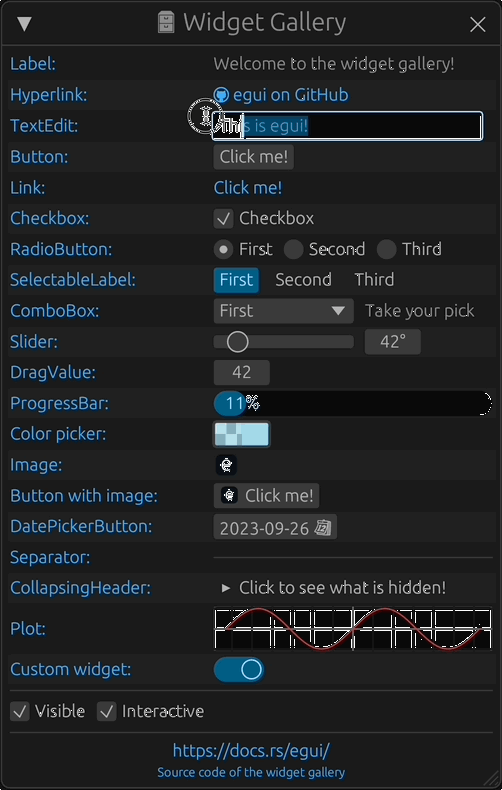 Widget Gallery
Label: Welcome to the widget gallery!
Hyperlink: egui on GitHub
TextEdit: This is egui!
Button: Click me!
Link: Click me!
Checkbox: Checkbox
RadioButton: First Second Third
SelectableLabel: First Second Third
ComboBox: First Take your pick
Slider: 42°
DragValue: 42
ProgressBar: 11%
Color picker:
Image: e
Button with image: e Click me!
DatePickerButton: 2023-09-26
Separator:
CollapsingHeader: Click to see what is hidden!
Plot:
Custom widget:
Visible Interactive
https://docs.rs/egui/
Source code of the widget gallery